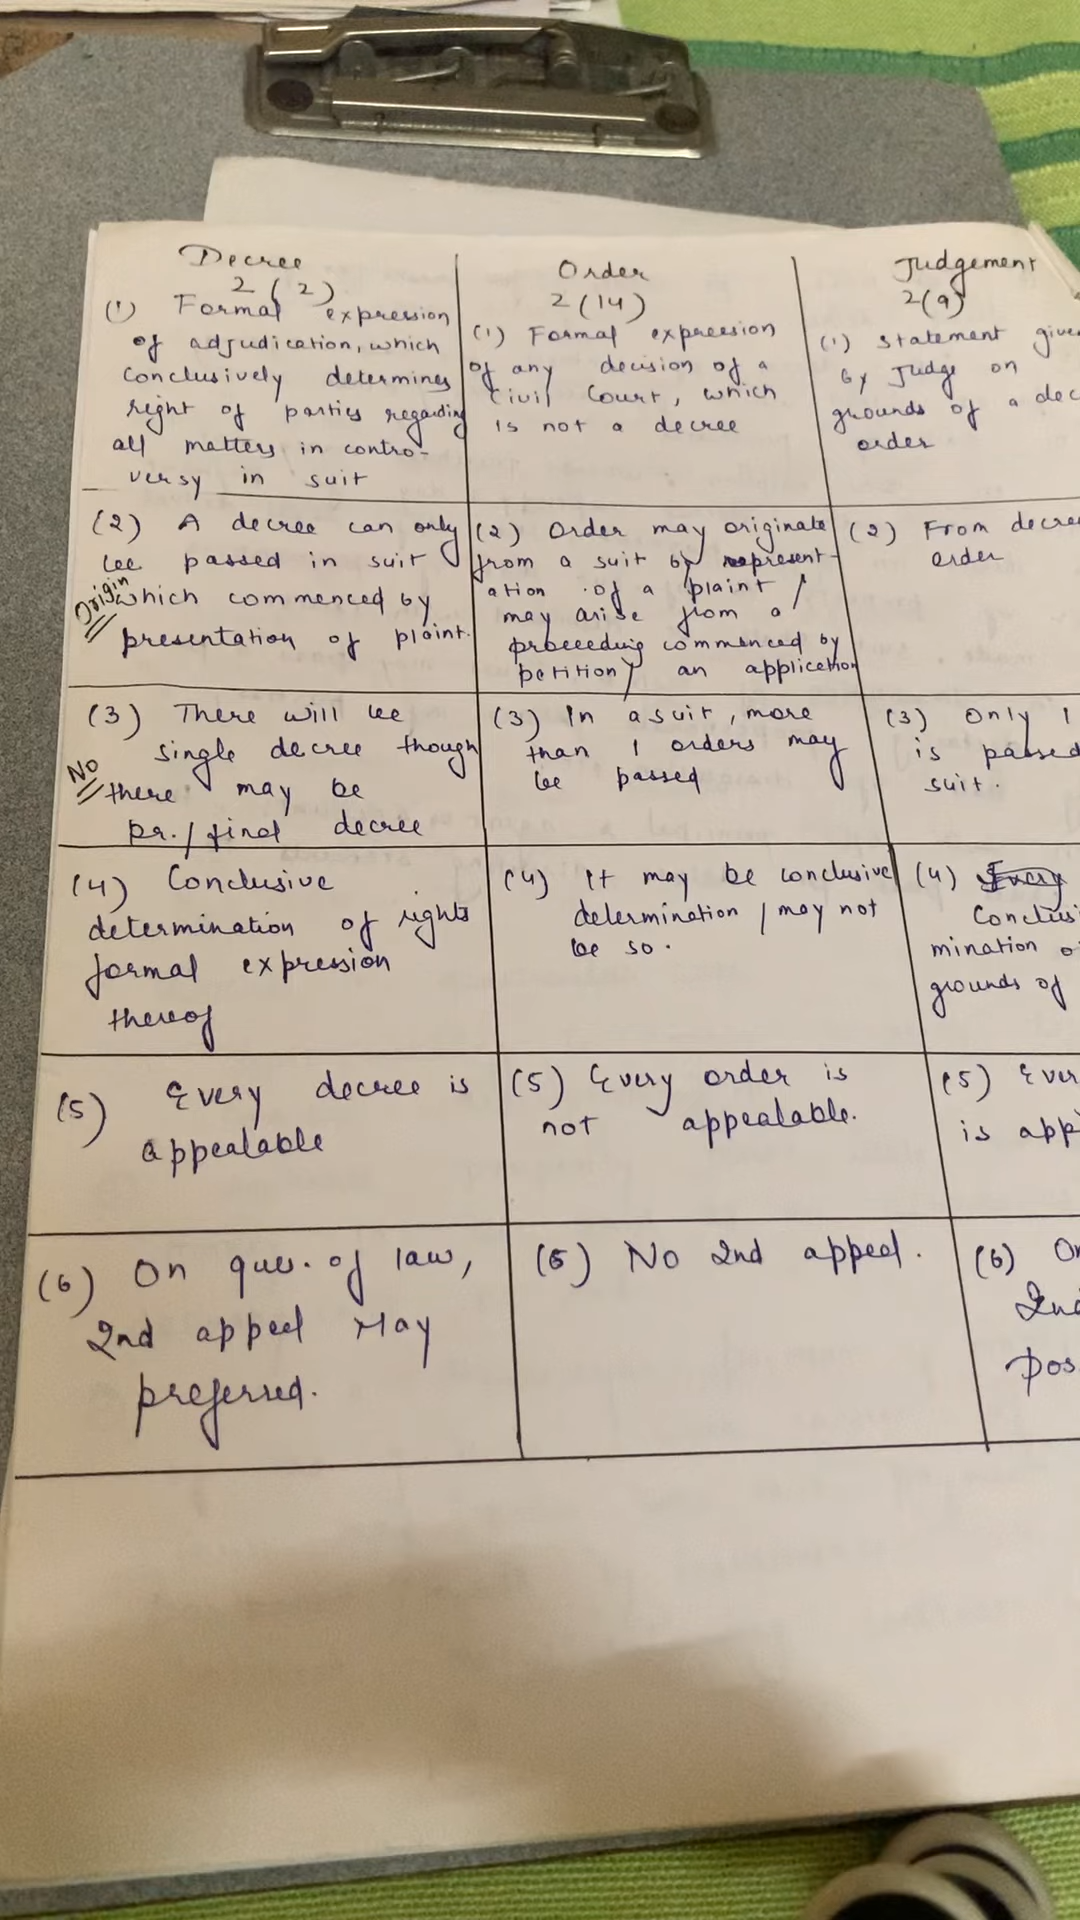 Decree
2(2)
(1) Formal expression
of adjudication, which
conclusively determines
right of parties regarding
all matters in contro-
versy in suit
(2) A decree can only
be passed in suit
Origin
which commenced by
presentation of plaint.
(3) There will be
single decree though
No
there may be
pr./final decree
(4) Conclusive
determination of rights
formal expression
thereof
(5) Every decree is
appealable
(6) On ques. of law,
2nd appeal May
preferred.
Order
2(14)
(1) Formal expression
of any decision of a
Civil Court, which
is not a decree
(2) Order may originate
from a suit by represent-
ation of a plaint /
may arise from a
proceeding commenced by
petition / an application
(3) In a suit, more
than 1 orders may
be passed
(4) It may be conclusive
determination / may not
be so.
(5) Every order is
not appealable.
(6) No 2nd appeal.
Judgement
2(9)
(1) statement give
by Judge on
grounds of a dec
order
(2) From decree
order
(3) Only 1
is passed
suit.
(4) Every
Conclusi
mination o
grounds of
(5) Ever
is app
(6) On
2nd
pos